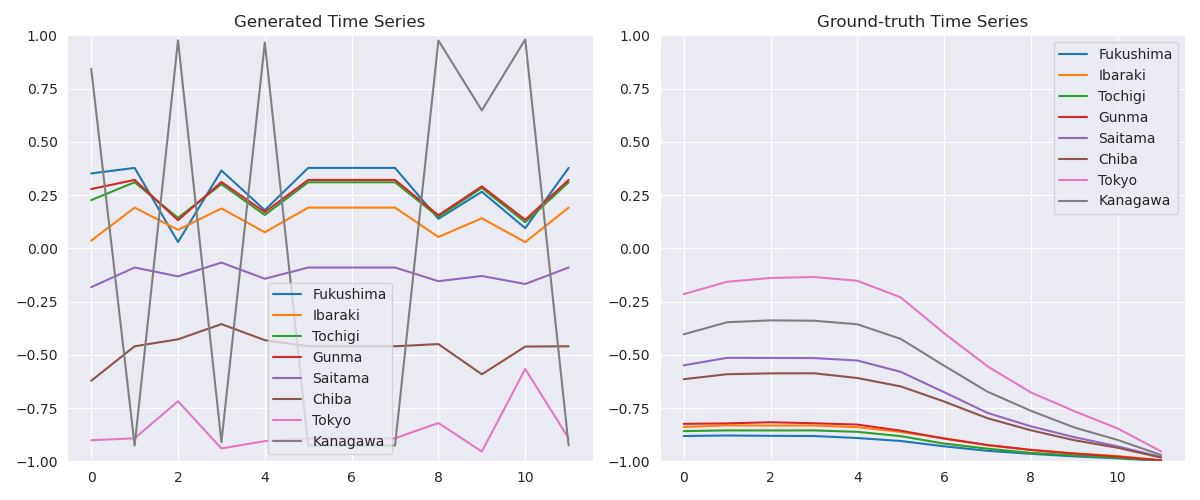 Generated Time Series
1.00
0.75
0.50
0.25
0.00
−0.25
−0.50
−0.75
−1.00
0 2 4 6 8 10
Fukushima
Ibaraki
Tochigi
Gunma
Saitama
Chiba
Tokyo
Kanagawa
Ground-truth Time Series
1.00
0.75
0.50
0.25
0.00
−0.25
−0.50
−0.75
−1.00
0 2 4 6 8 10
Fukushima
Ibaraki
Tochigi
Gunma
Saitama
Chiba
Tokyo
Kanagawa